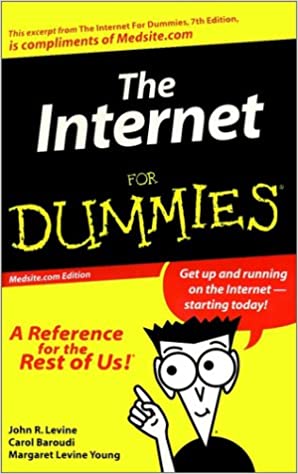 This excerpt from The Internet For Dummies, 7th Edition,
is compliments of Medsite.com
The
Internet
FOR
DUMMIES®
Medsite.com Edition
Get up and running
on the Internet —
starting today!
A Reference
for the
Rest of Us!®
John R. Levine
Carol Baroudi
Margaret Levine Young